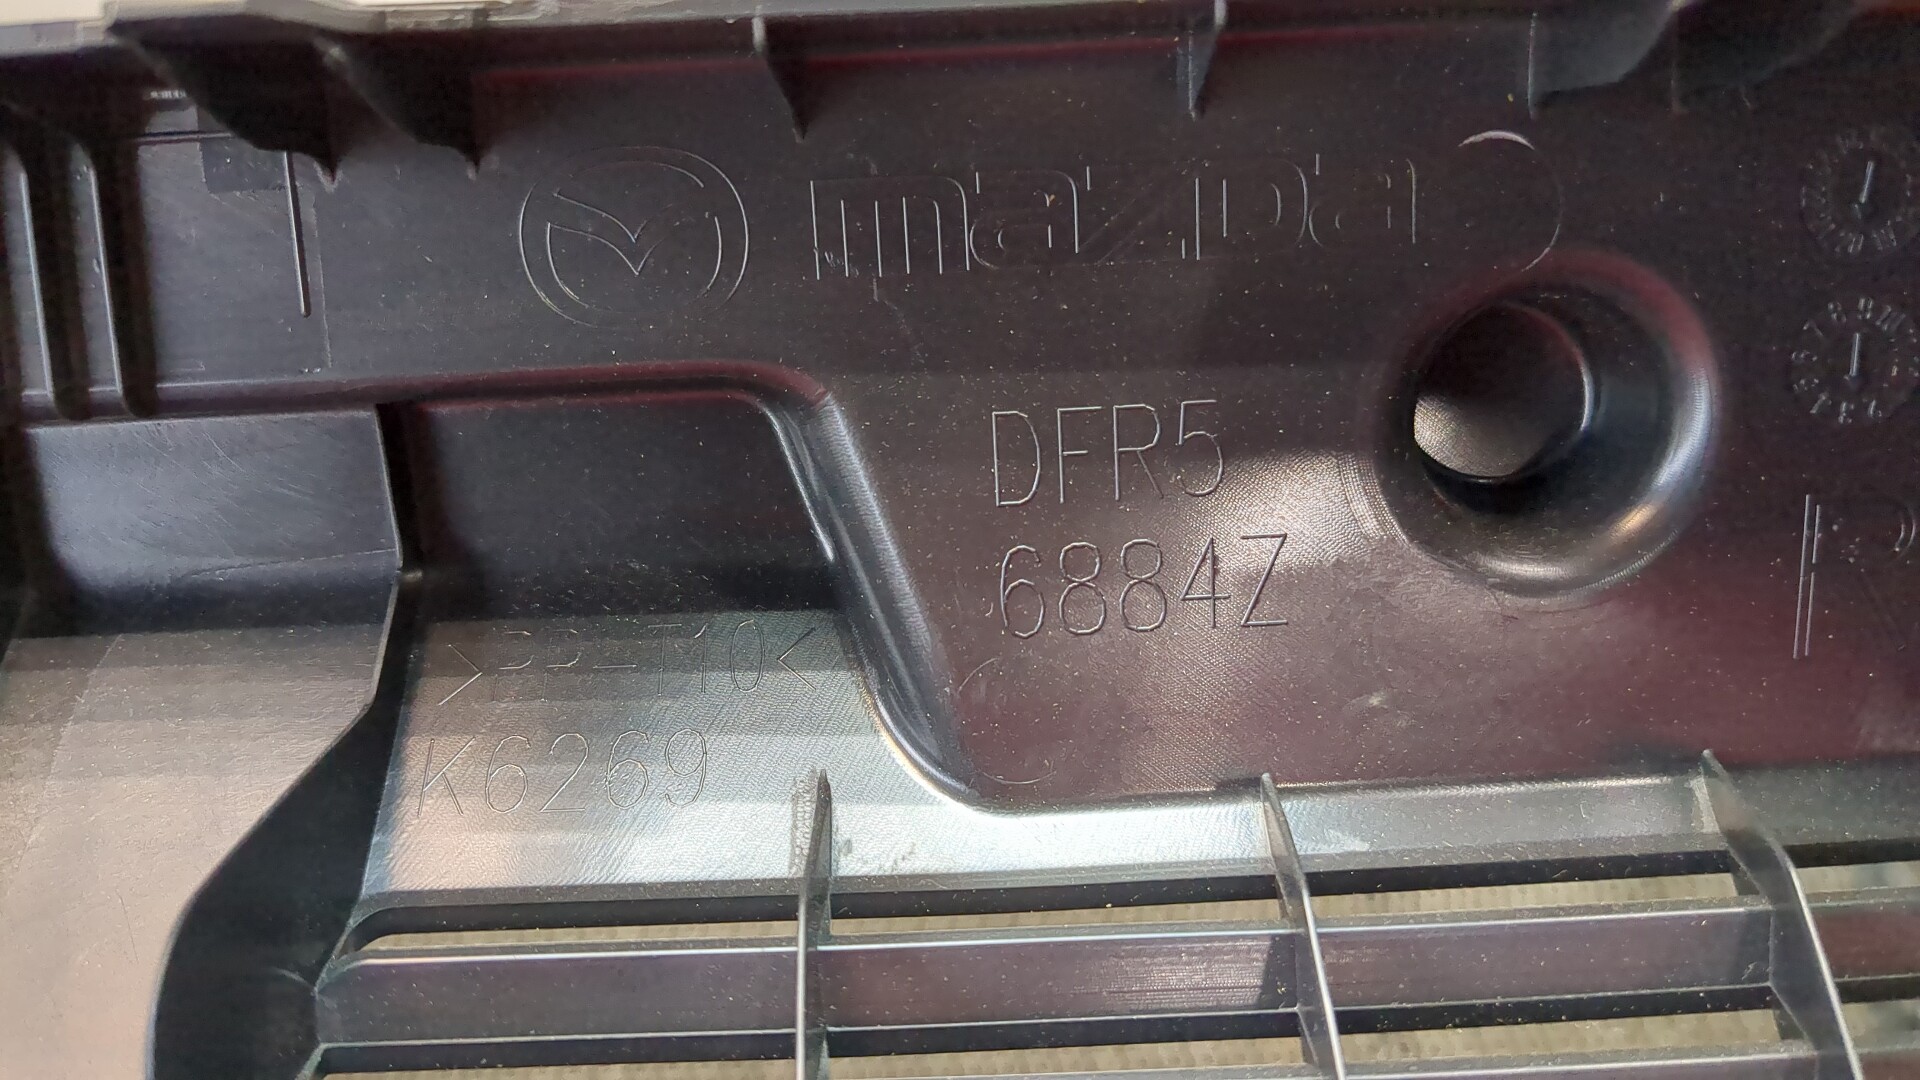 mazda
DFR5
6884Z
>PP-T10<
K6269